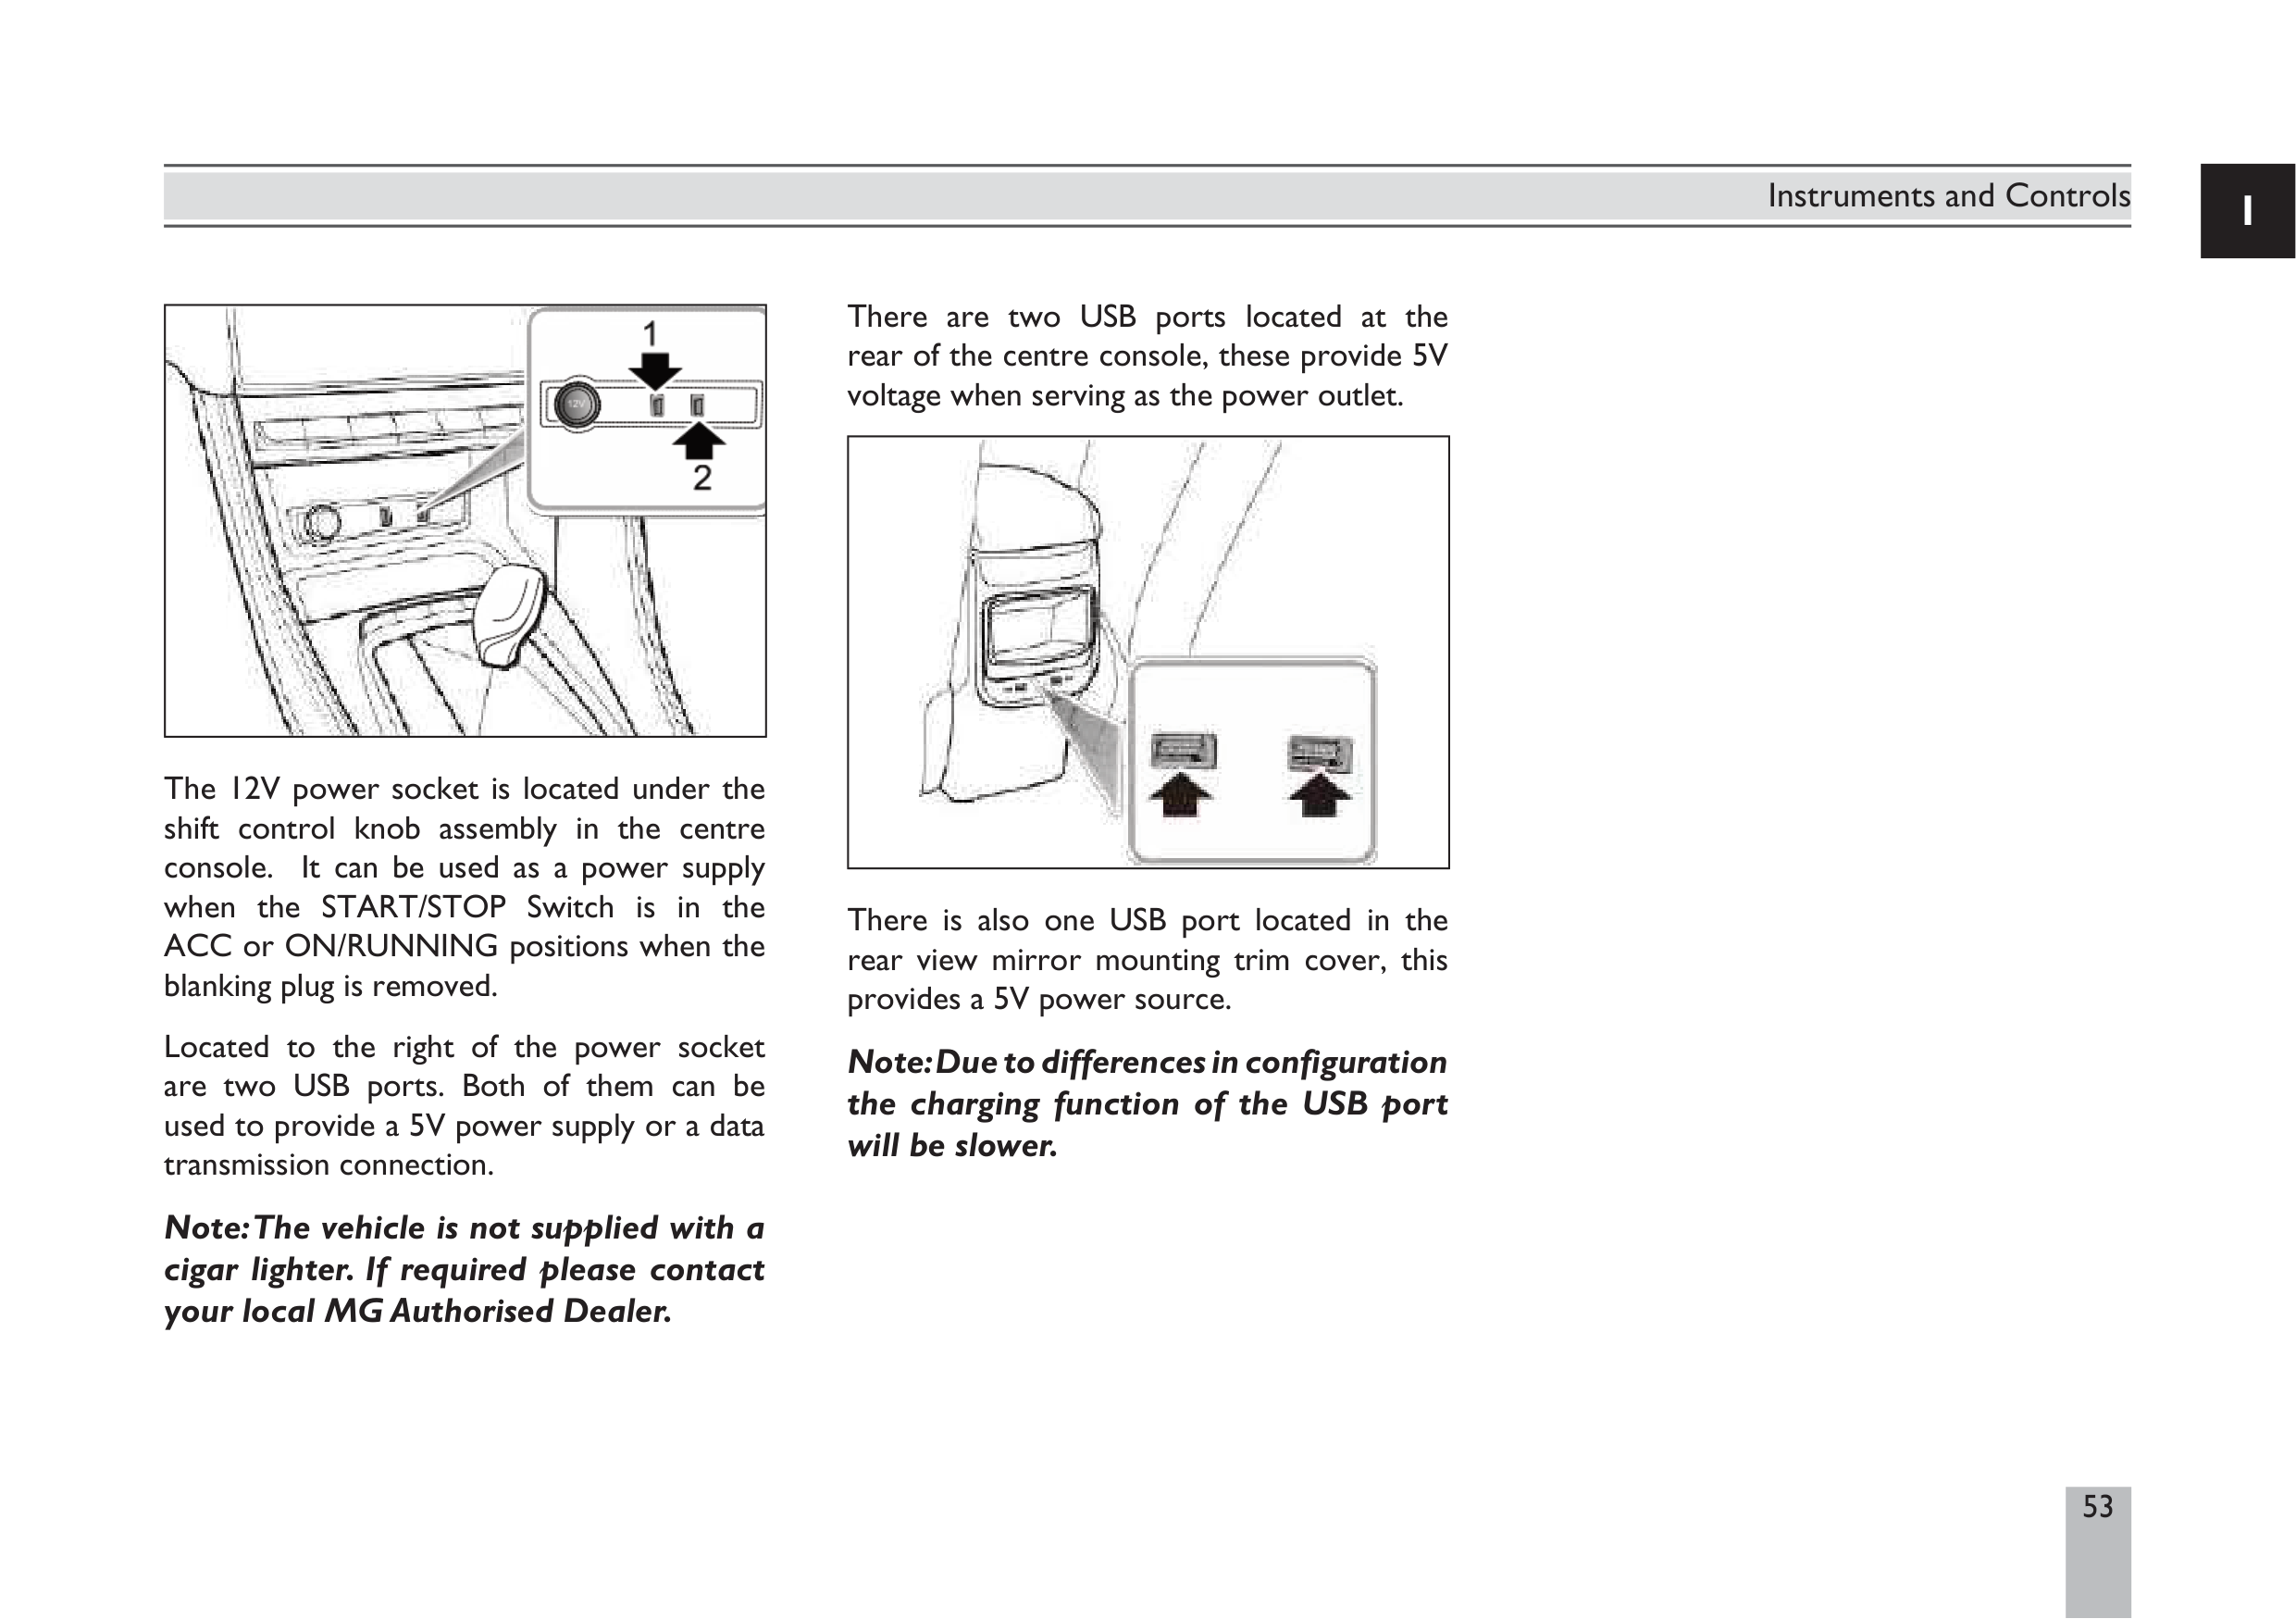 Instruments and Controls
1
1
12V
2
The 12V power socket is located under the
shift control knob assembly in the centre
console. It can be used as a power supply
when the START/STOP Switch is in the
ACC or ON/RUNNING positions when the
blanking plug is removed.
Located to the right of the power socket
are two USB ports. Both of them can be
used to provide a 5V power supply or a data
transmission connection.
Note: The vehicle is not supplied with a
cigar lighter. If required please contact
your local MG Authorised Dealer.
There are two USB ports located at the
rear of the centre console, these provide 5V
voltage when serving as the power outlet.
There is also one USB port located in the
rear view mirror mounting trim cover, this
provides a 5V power source.
Note: Due to differences in configuration
the charging function of the USB port
will be slower.
53